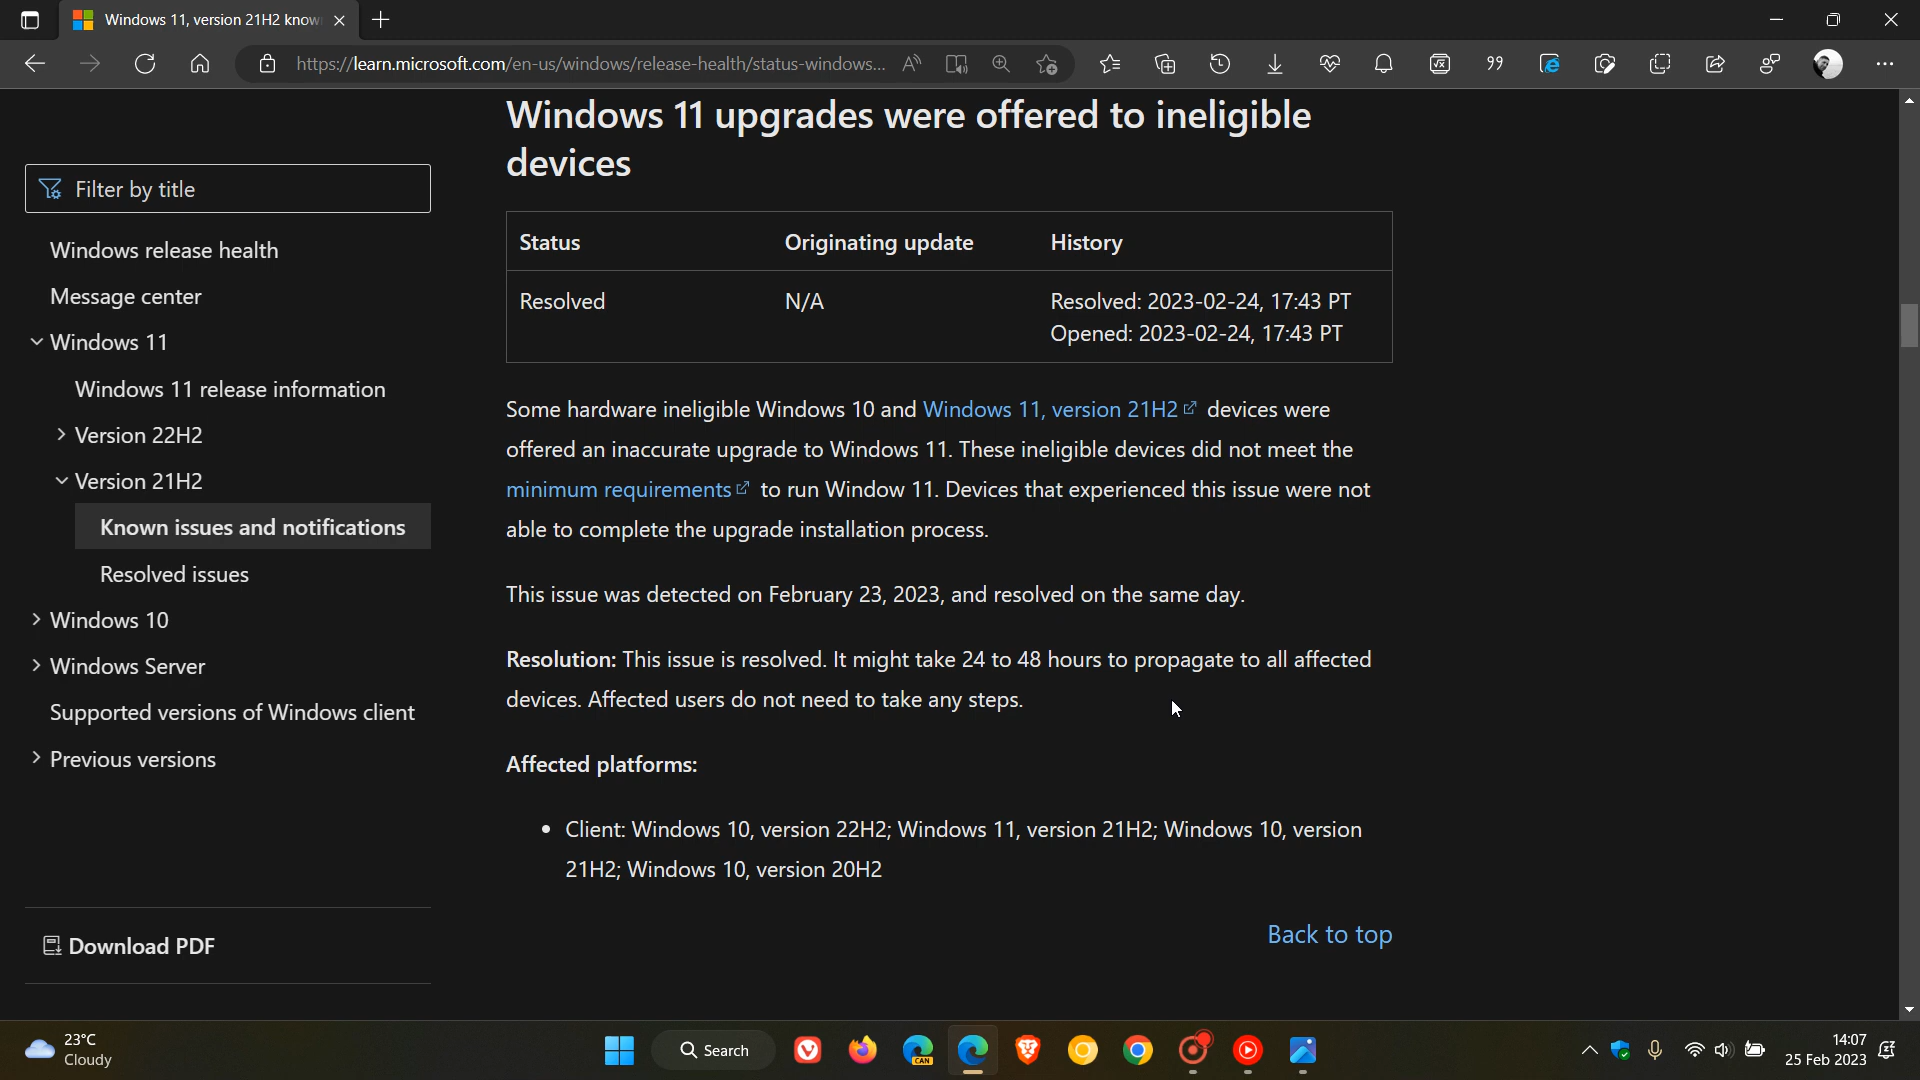 Windows 11, version 21H2 know
https://learn.microsoft.com/en-us/windows/release-health/status-windows...
Filter by title
Windows release health
Message center
Windows 11
Windows 11 release information
Version 22H2
Version 21H2
Known issues and notifications
Resolved issues
Windows 10
Windows Server
Supported versions of Windows client
Previous versions
Download PDF
Windows 11 upgrades were offered to ineligible
devices
Status Originating update History
Resolved N/A Resolved: 2023-02-24, 17:43 PT
Opened: 2023-02-24, 17:43 PT
Some hardware ineligible Windows 10 and Windows 11, version 21H2 devices were
offered an inaccurate upgrade to Windows 11. These ineligible devices did not meet the
minimum requirements to run Window 11. Devices that experienced this issue were not
able to complete the upgrade installation process.
This issue was detected on February 23, 2023, and resolved on the same day.
Resolution: This issue is resolved. It might take 24 to 48 hours to propagate to all affected
devices. Affected users do not need to take any steps.
Affected platforms:
• Client: Windows 10, version 22H2; Windows 11, version 21H2; Windows 10, version
21H2; Windows 10, version 20H2
Back to top
23°C
Cloudy
Search
CAN
14:07
25 Feb 2023